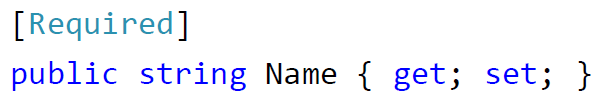 [Required]
public string Name { get; set; }